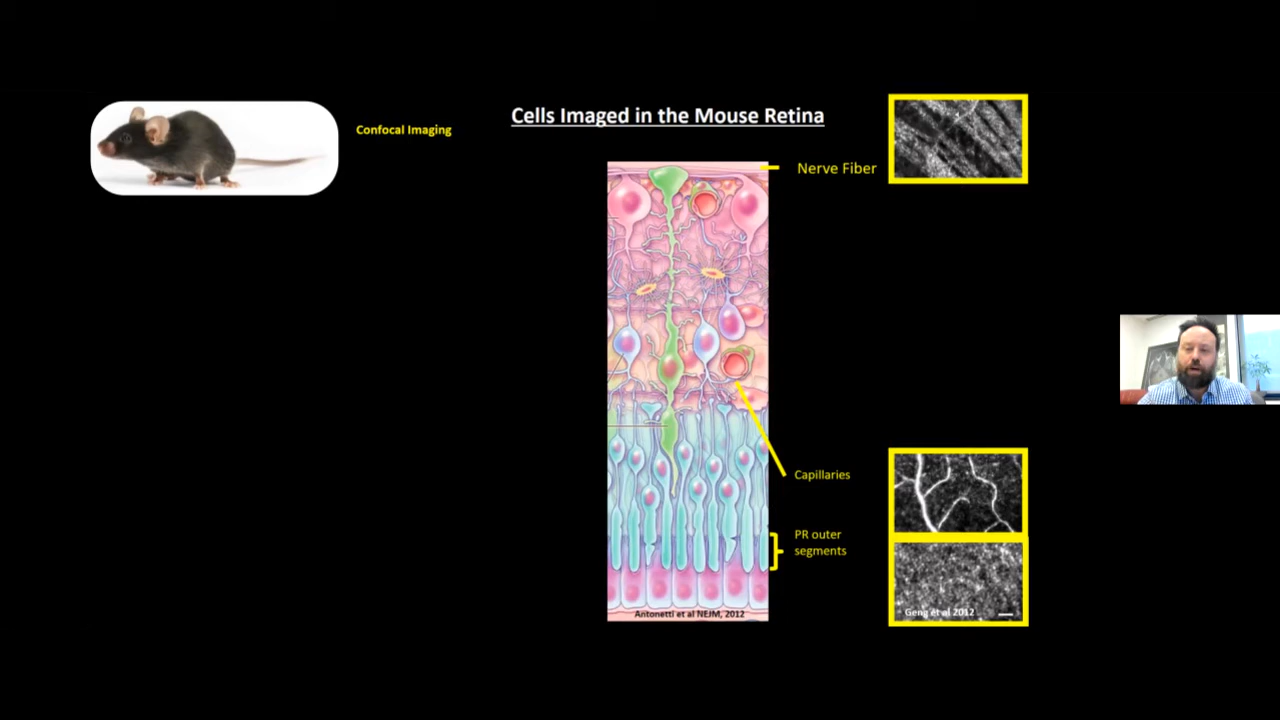 Cells Imaged in the Mouse Retina
Confocal Imaging
Nerve Fiber
Capillaries
PR outer
segments
Geng et al 2012
Antonetti et al NEJM, 2012